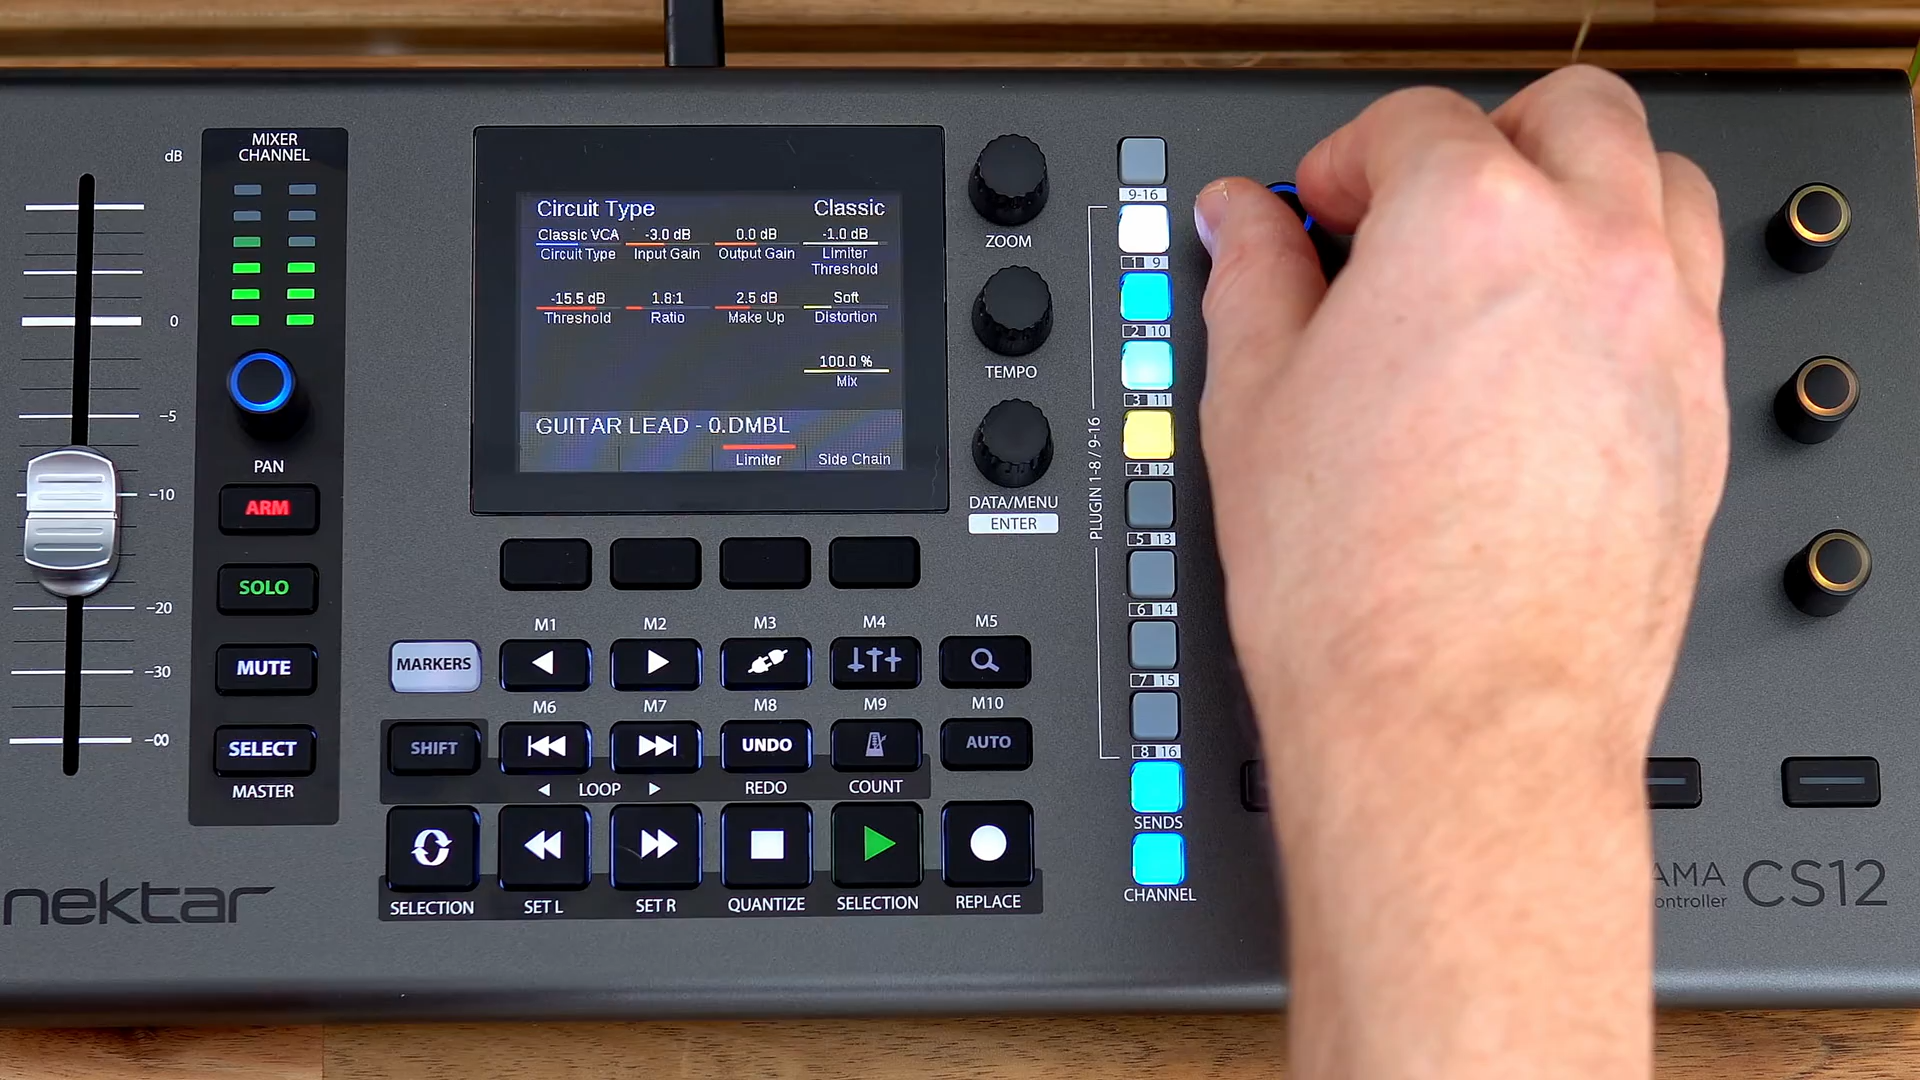 dB
0
−5
−10
−20
−30
−∞
MIXER
CHANNEL
PAN
ARM
SOLO
MUTE
SELECT
MASTER
Circuit Type Classic
Classic VCA -3.0 dB 0.0 dB -1.0 dB
Circuit Type Input Gain Output Gain Limiter
Threshold
-15.5 dB 1.8:1 2.5 dB Soft
Threshold Ratio Make Up Distortion
100.0 %
Mix
GUITAR LEAD - 0.DMBL
Limiter Side Chain
ZOOM
TEMPO
DATA/MENU
ENTER
M1 M2 M3 M4 M5
MARKERS
M6 M7 M8 M9 M10
SHIFT UNDO AUTO
LOOP REDO COUNT
SELECTION SET L SET R QUANTIZE SELECTION REPLACE
9-16
PLUGIN 1-8 / 9-16
1 9
2 10
3 11
4 12
5 13
6 14
7 15
8 16
SENDS
CHANNEL
nektar
AMA CS12
ontroller